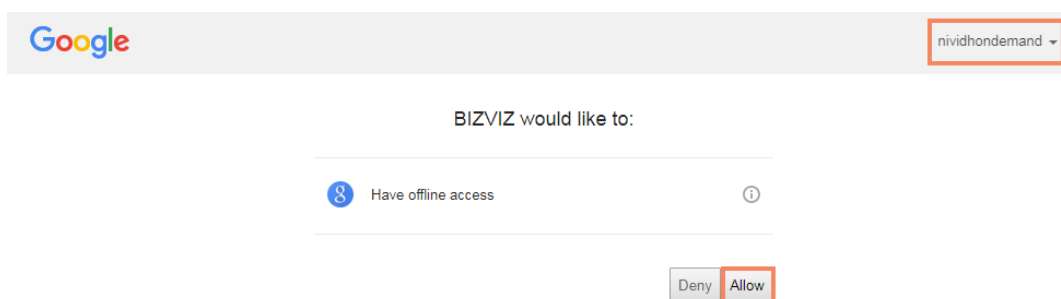 Google
nividhondemand
BIZVIZ would like to:
8 Have offline access
Deny Allow